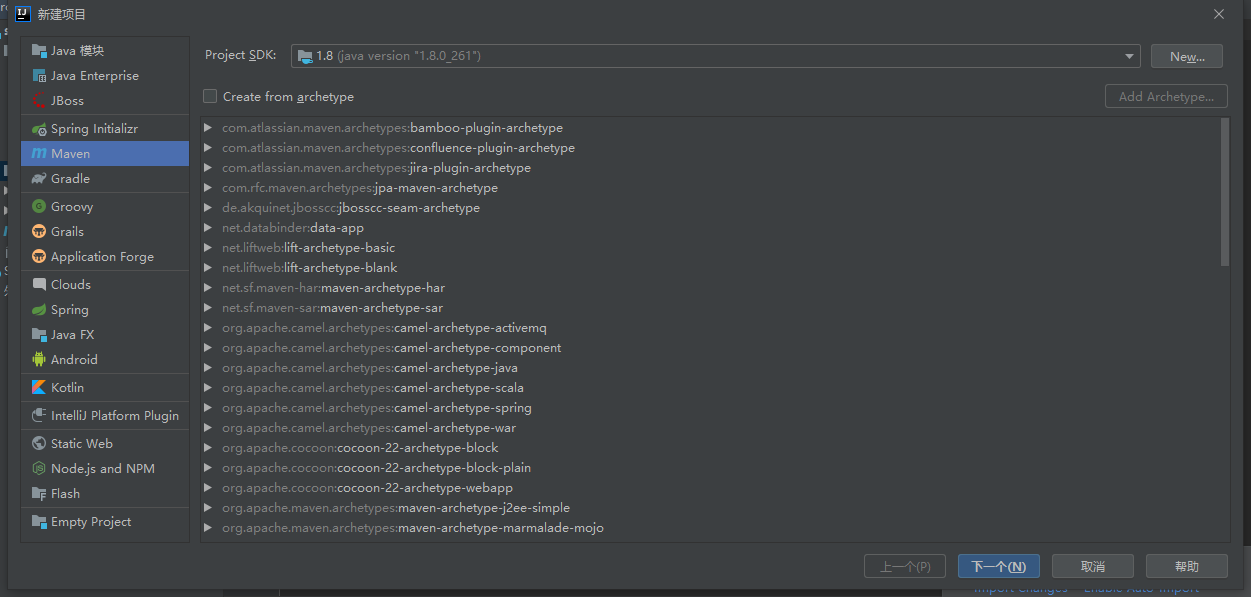 新建项目
Java 模块
Java Enterprise
JBoss
Spring Initializr
Maven
Gradle
Groovy
Grails
Application Forge
Clouds
Spring
Java FX
Android
Kotlin
IntelliJ Platform Plugin
Static Web
Node.js and NPM
Flash
Empty Project
Project SDK:
1.8 (java version "1.8.0_261")
New...
Create from archetype
Add Archetype...
com.atlassian.maven.archetypes:bamboo-plugin-archetype
com.atlassian.maven.archetypes:confluence-plugin-archetype
com.atlassian.maven.archetypes:jira-plugin-archetype
com.rfc.maven.archetypes:jpa-maven-archetype
de.akquinet.jbosscc:jbosscc-seam-archetype
net.databinder:data-app
net.liftweb:lift-archetype-basic
net.liftweb:lift-archetype-blank
net.sf.maven-har:maven-archetype-har
net.sf.maven-sar:maven-archetype-sar
org.apache.camel.archetypes:camel-archetype-activemq
org.apache.camel.archetypes:camel-archetype-component
org.apache.camel.archetypes:camel-archetype-java
org.apache.camel.archetypes:camel-archetype-scala
org.apache.camel.archetypes:camel-archetype-spring
org.apache.camel.archetypes:camel-archetype-war
org.apache.cocoon:cocoon-22-archetype-block
org.apache.cocoon:cocoon-22-archetype-block-plain
org.apache.cocoon:cocoon-22-archetype-webapp
org.apache.maven.archetypes:maven-archetype-j2ee-simple
org.apache.maven.archetypes:maven-archetype-marmalade-mojo
上一个(P)
下一个(N)
取消
帮助
Import Changes Enable Auto-Import